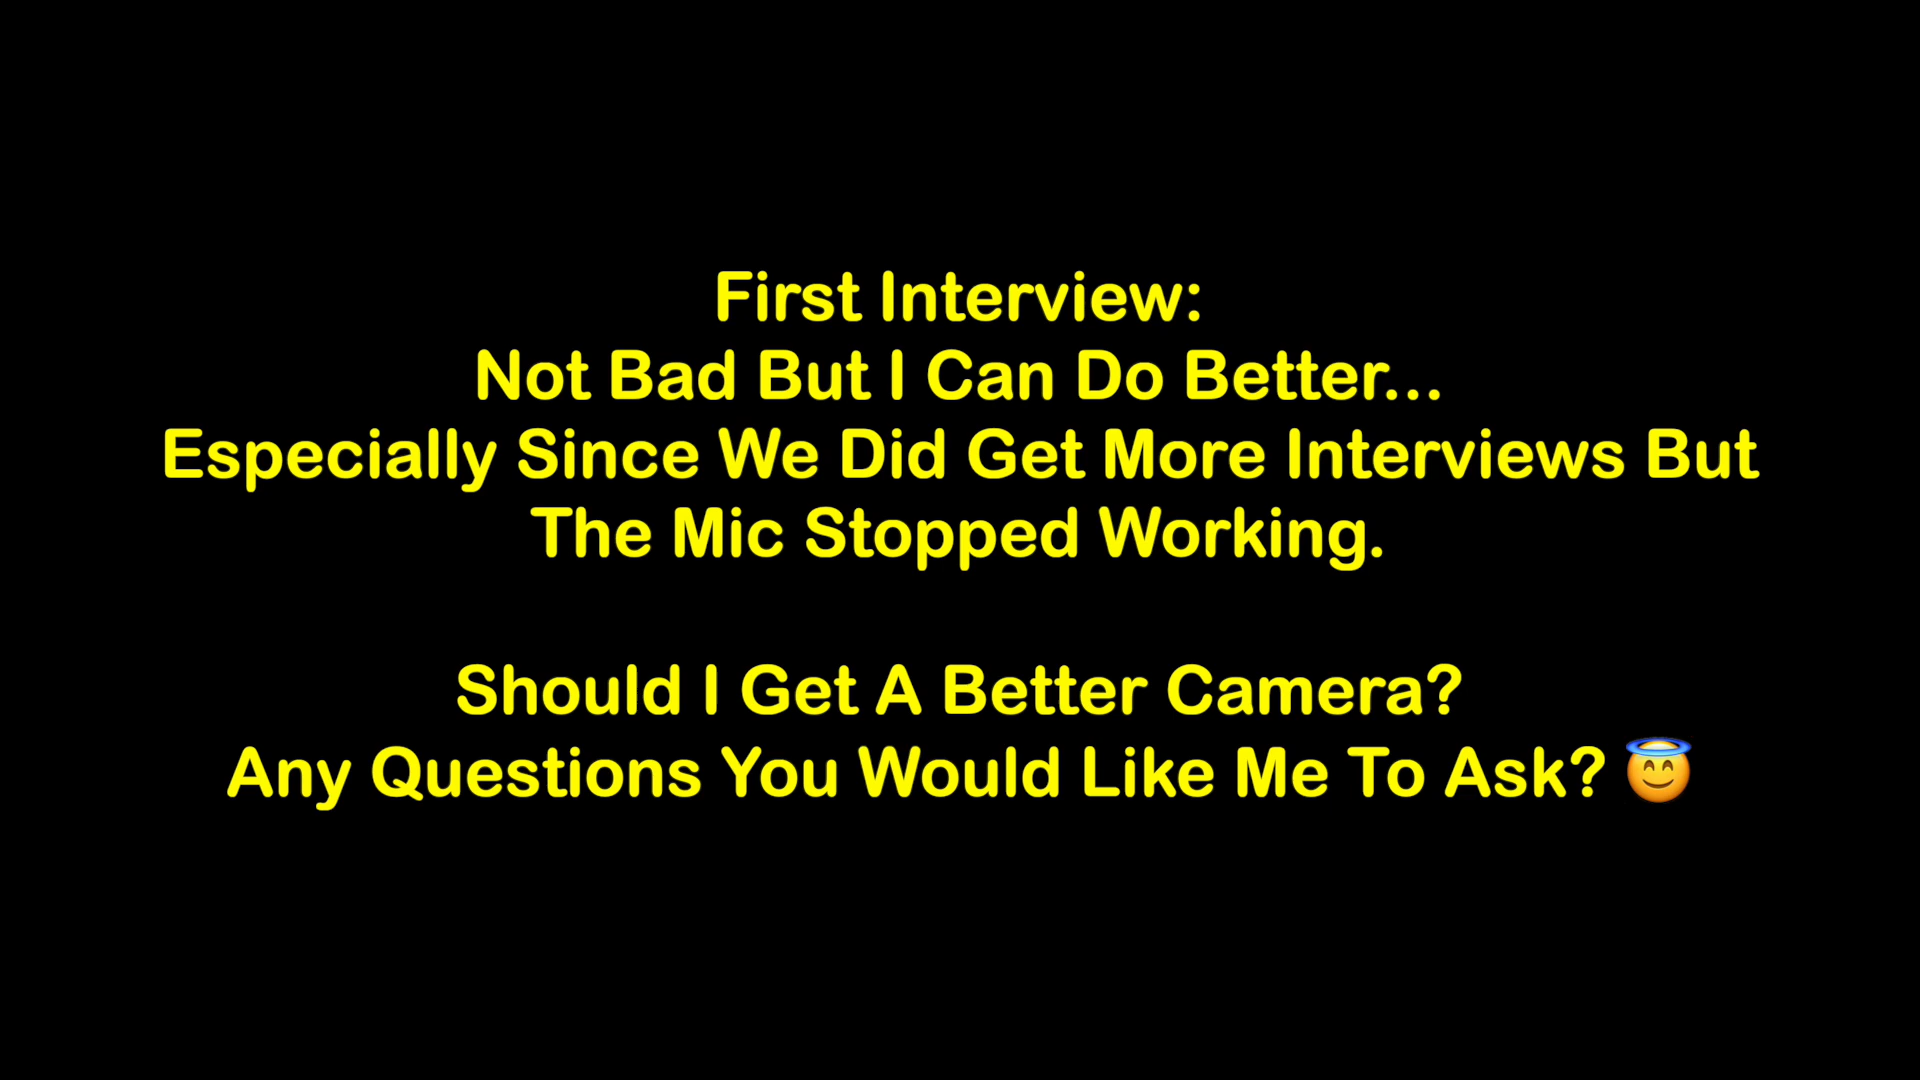 First Interview:
Not Bad But I Can Do Better...
Especially Since We Did Get More Interviews But
The Mic Stopped Working.
Should I Get A Better Camera?
Any Questions You Would Like Me To Ask? 😇